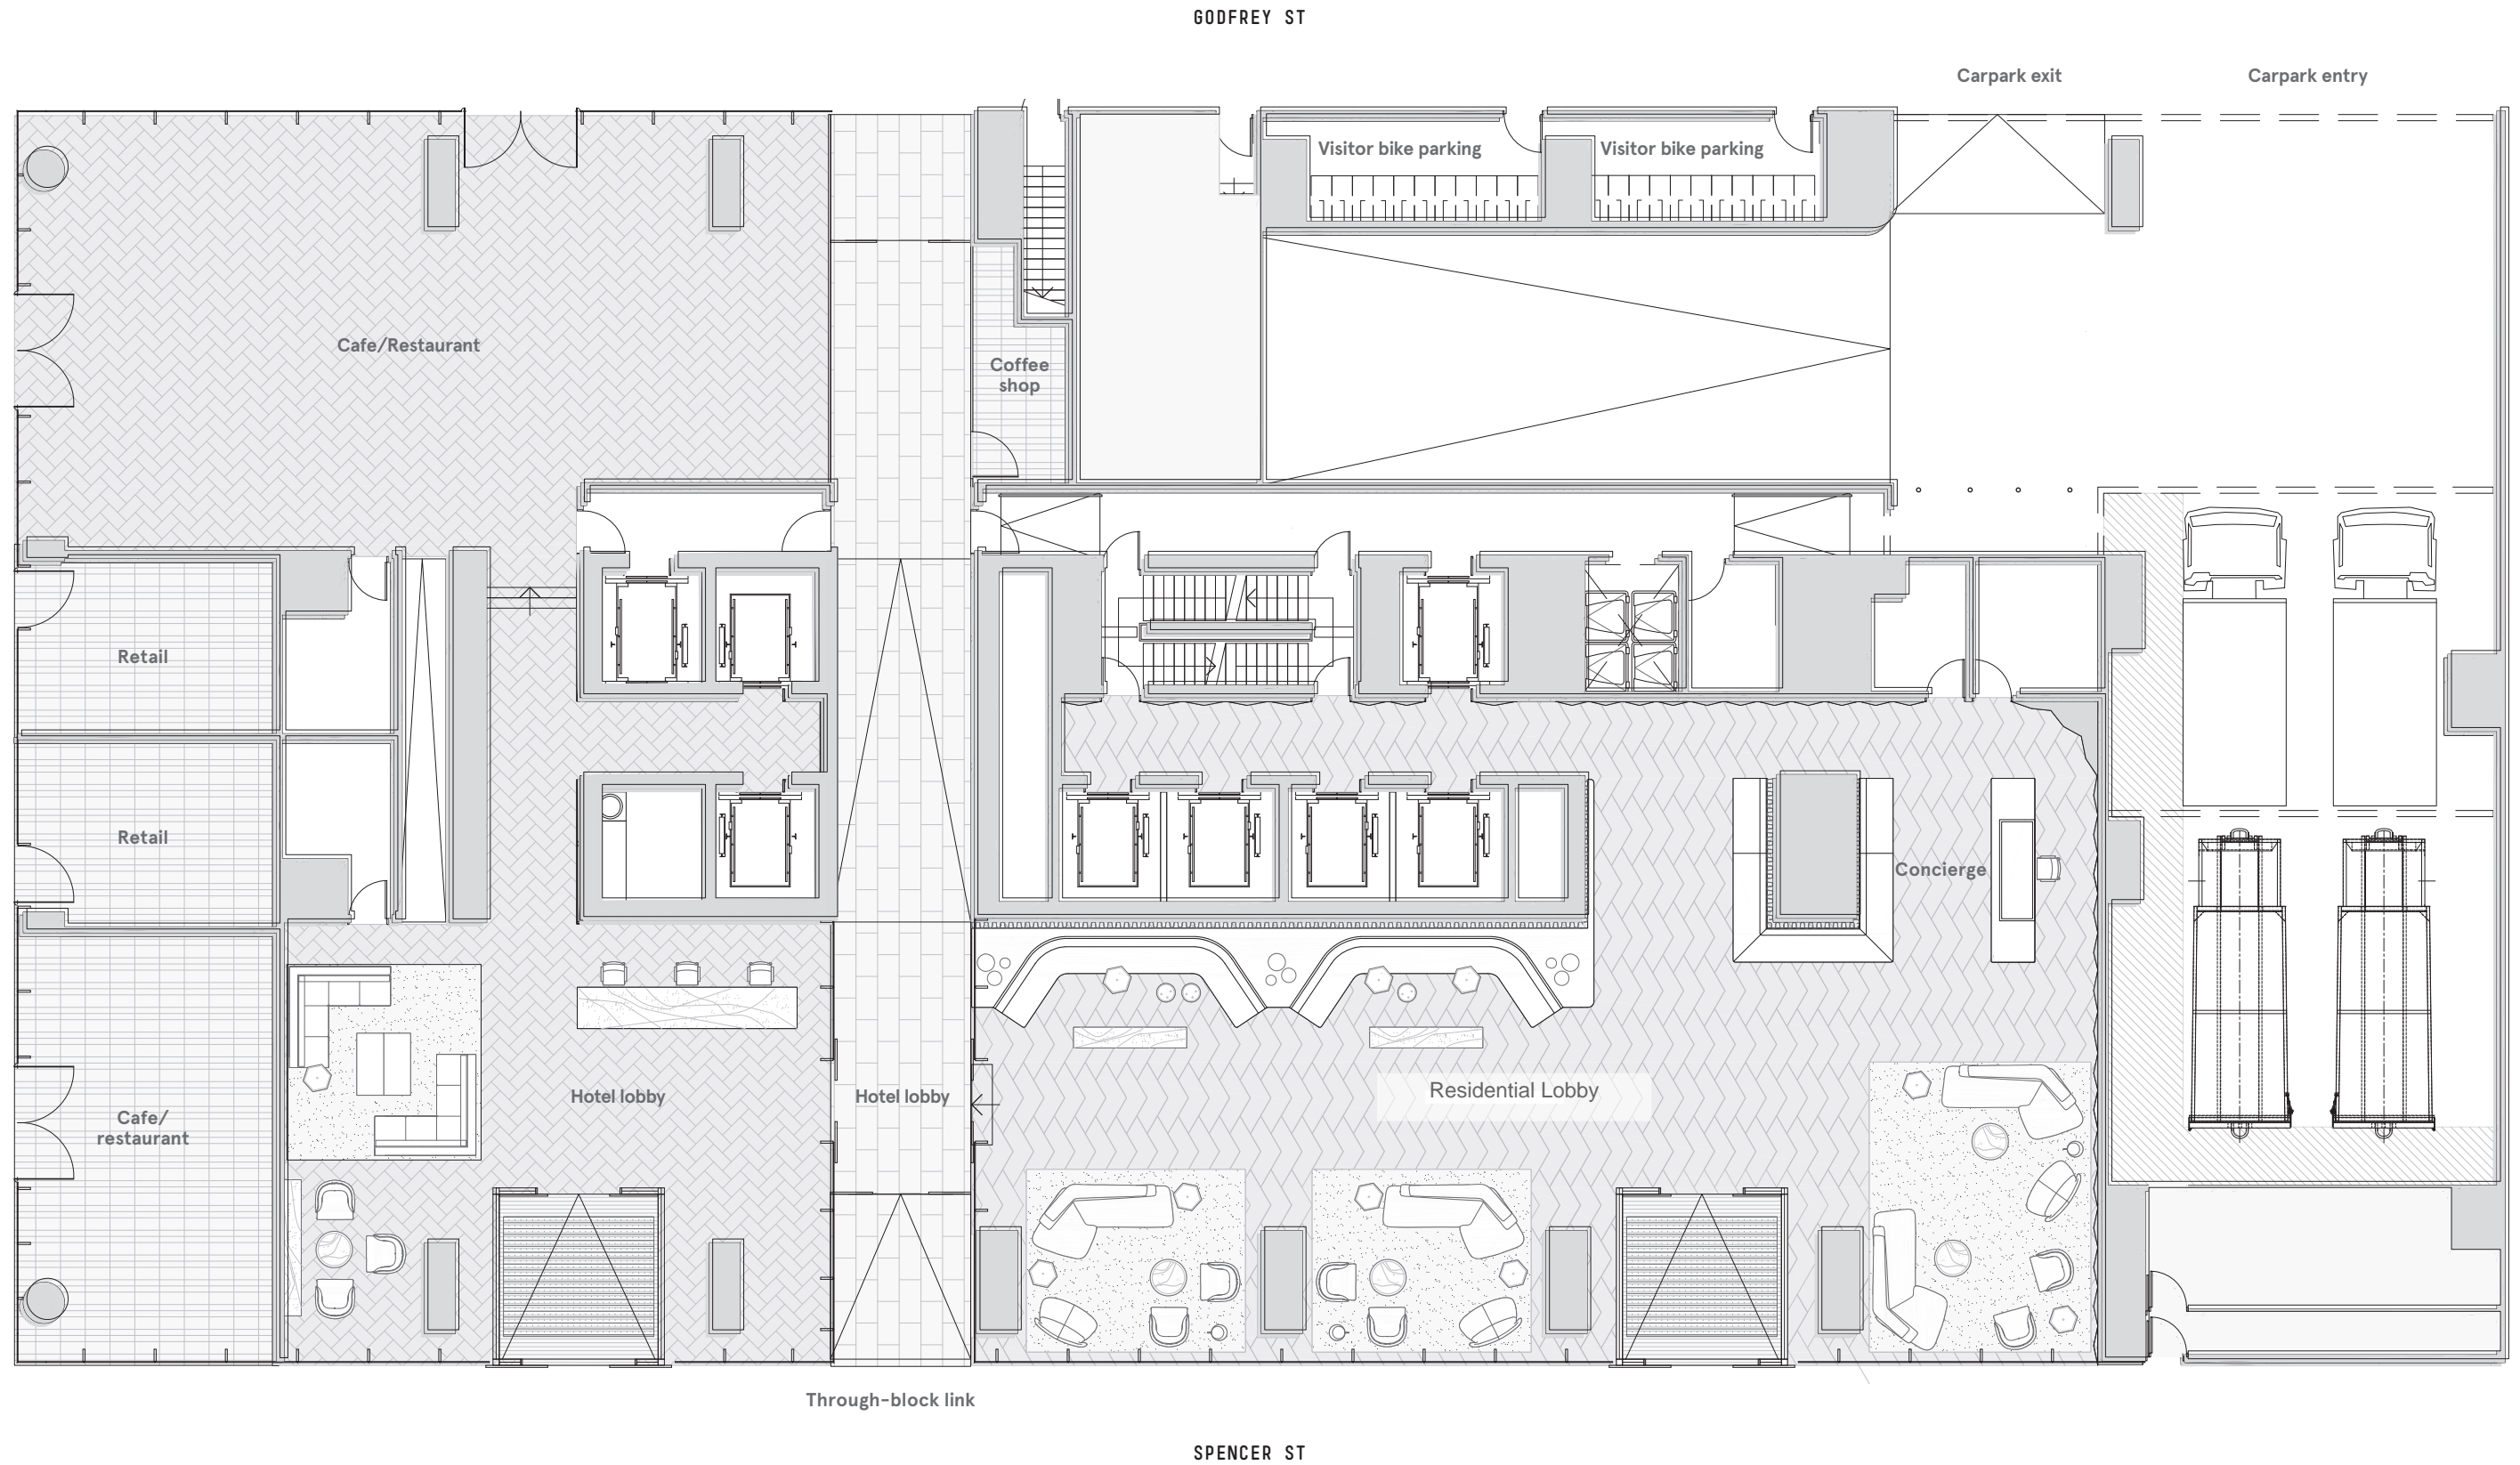 GODFREY ST
Carpark exit
Carpark entry
Visitor bike parking
Visitor bike parking
Cafe/Restaurant
Coffee
shop
Retail
Retail
Concierge
Hotel lobby
Hotel lobby
Residential Lobby
Cafe/
restaurant
Through-block link
SPENCER ST